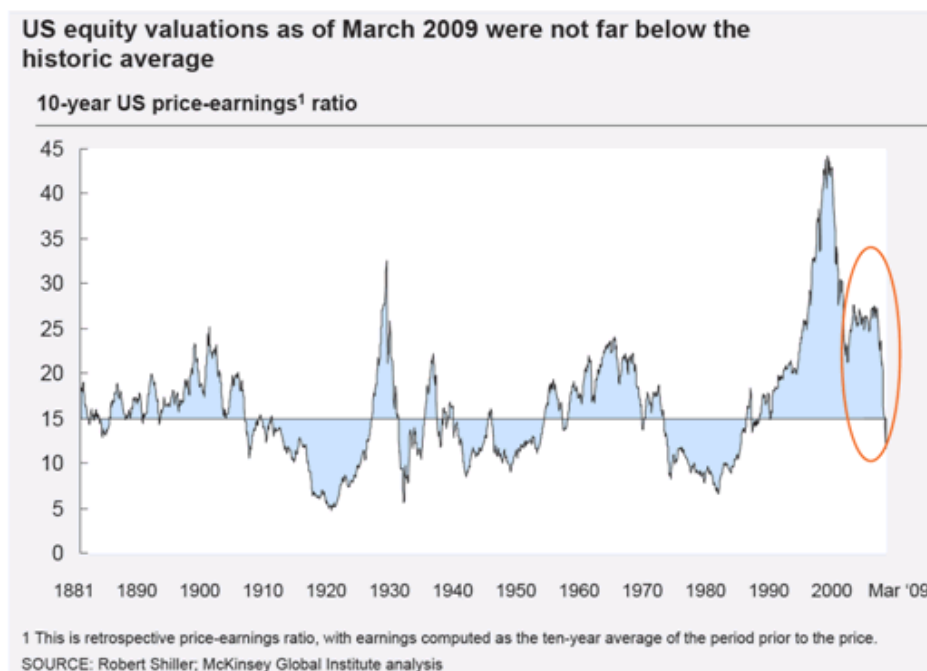 US equity valuations as of March 2009 were not far below the
historic average
10-year US price-earnings¹ ratio
45
40
35
30
25
20
15
10
5
0
1881 1890 1900 1910 1920 1930 1940 1950 1960 1970 1980 1990 2000 Mar '09
1 This is retrospective price-earnings ratio, with earnings computed as the ten-year average of the period prior to the price.
SOURCE: Robert Shiller; McKinsey Global Institute analysis